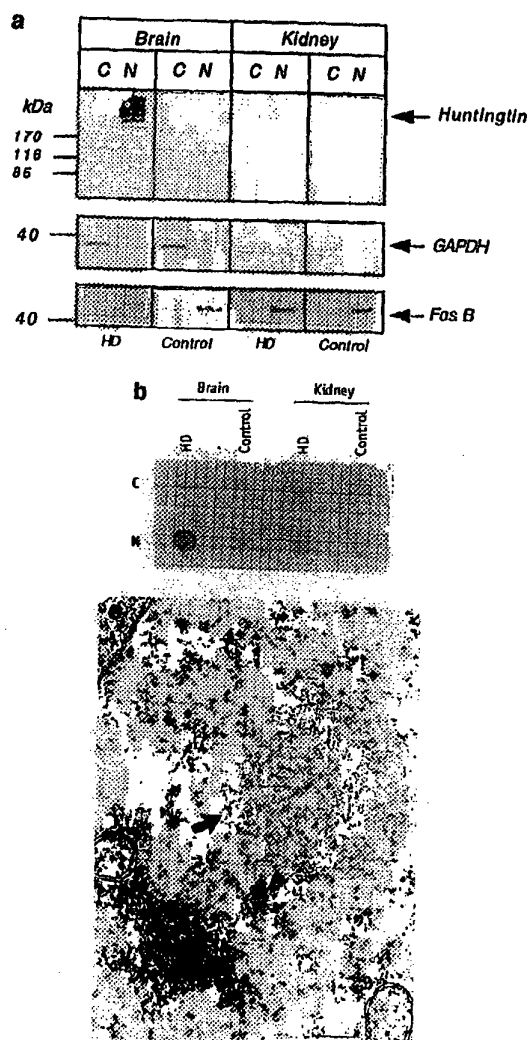 a
Brain Kidney
C N C N C N C N
kDa
Huntingtin
170
116
85
40
GAPDH
40
Fos B
HD Control HD Control
b
Brain Kidney
HD Control HD Control
C
N